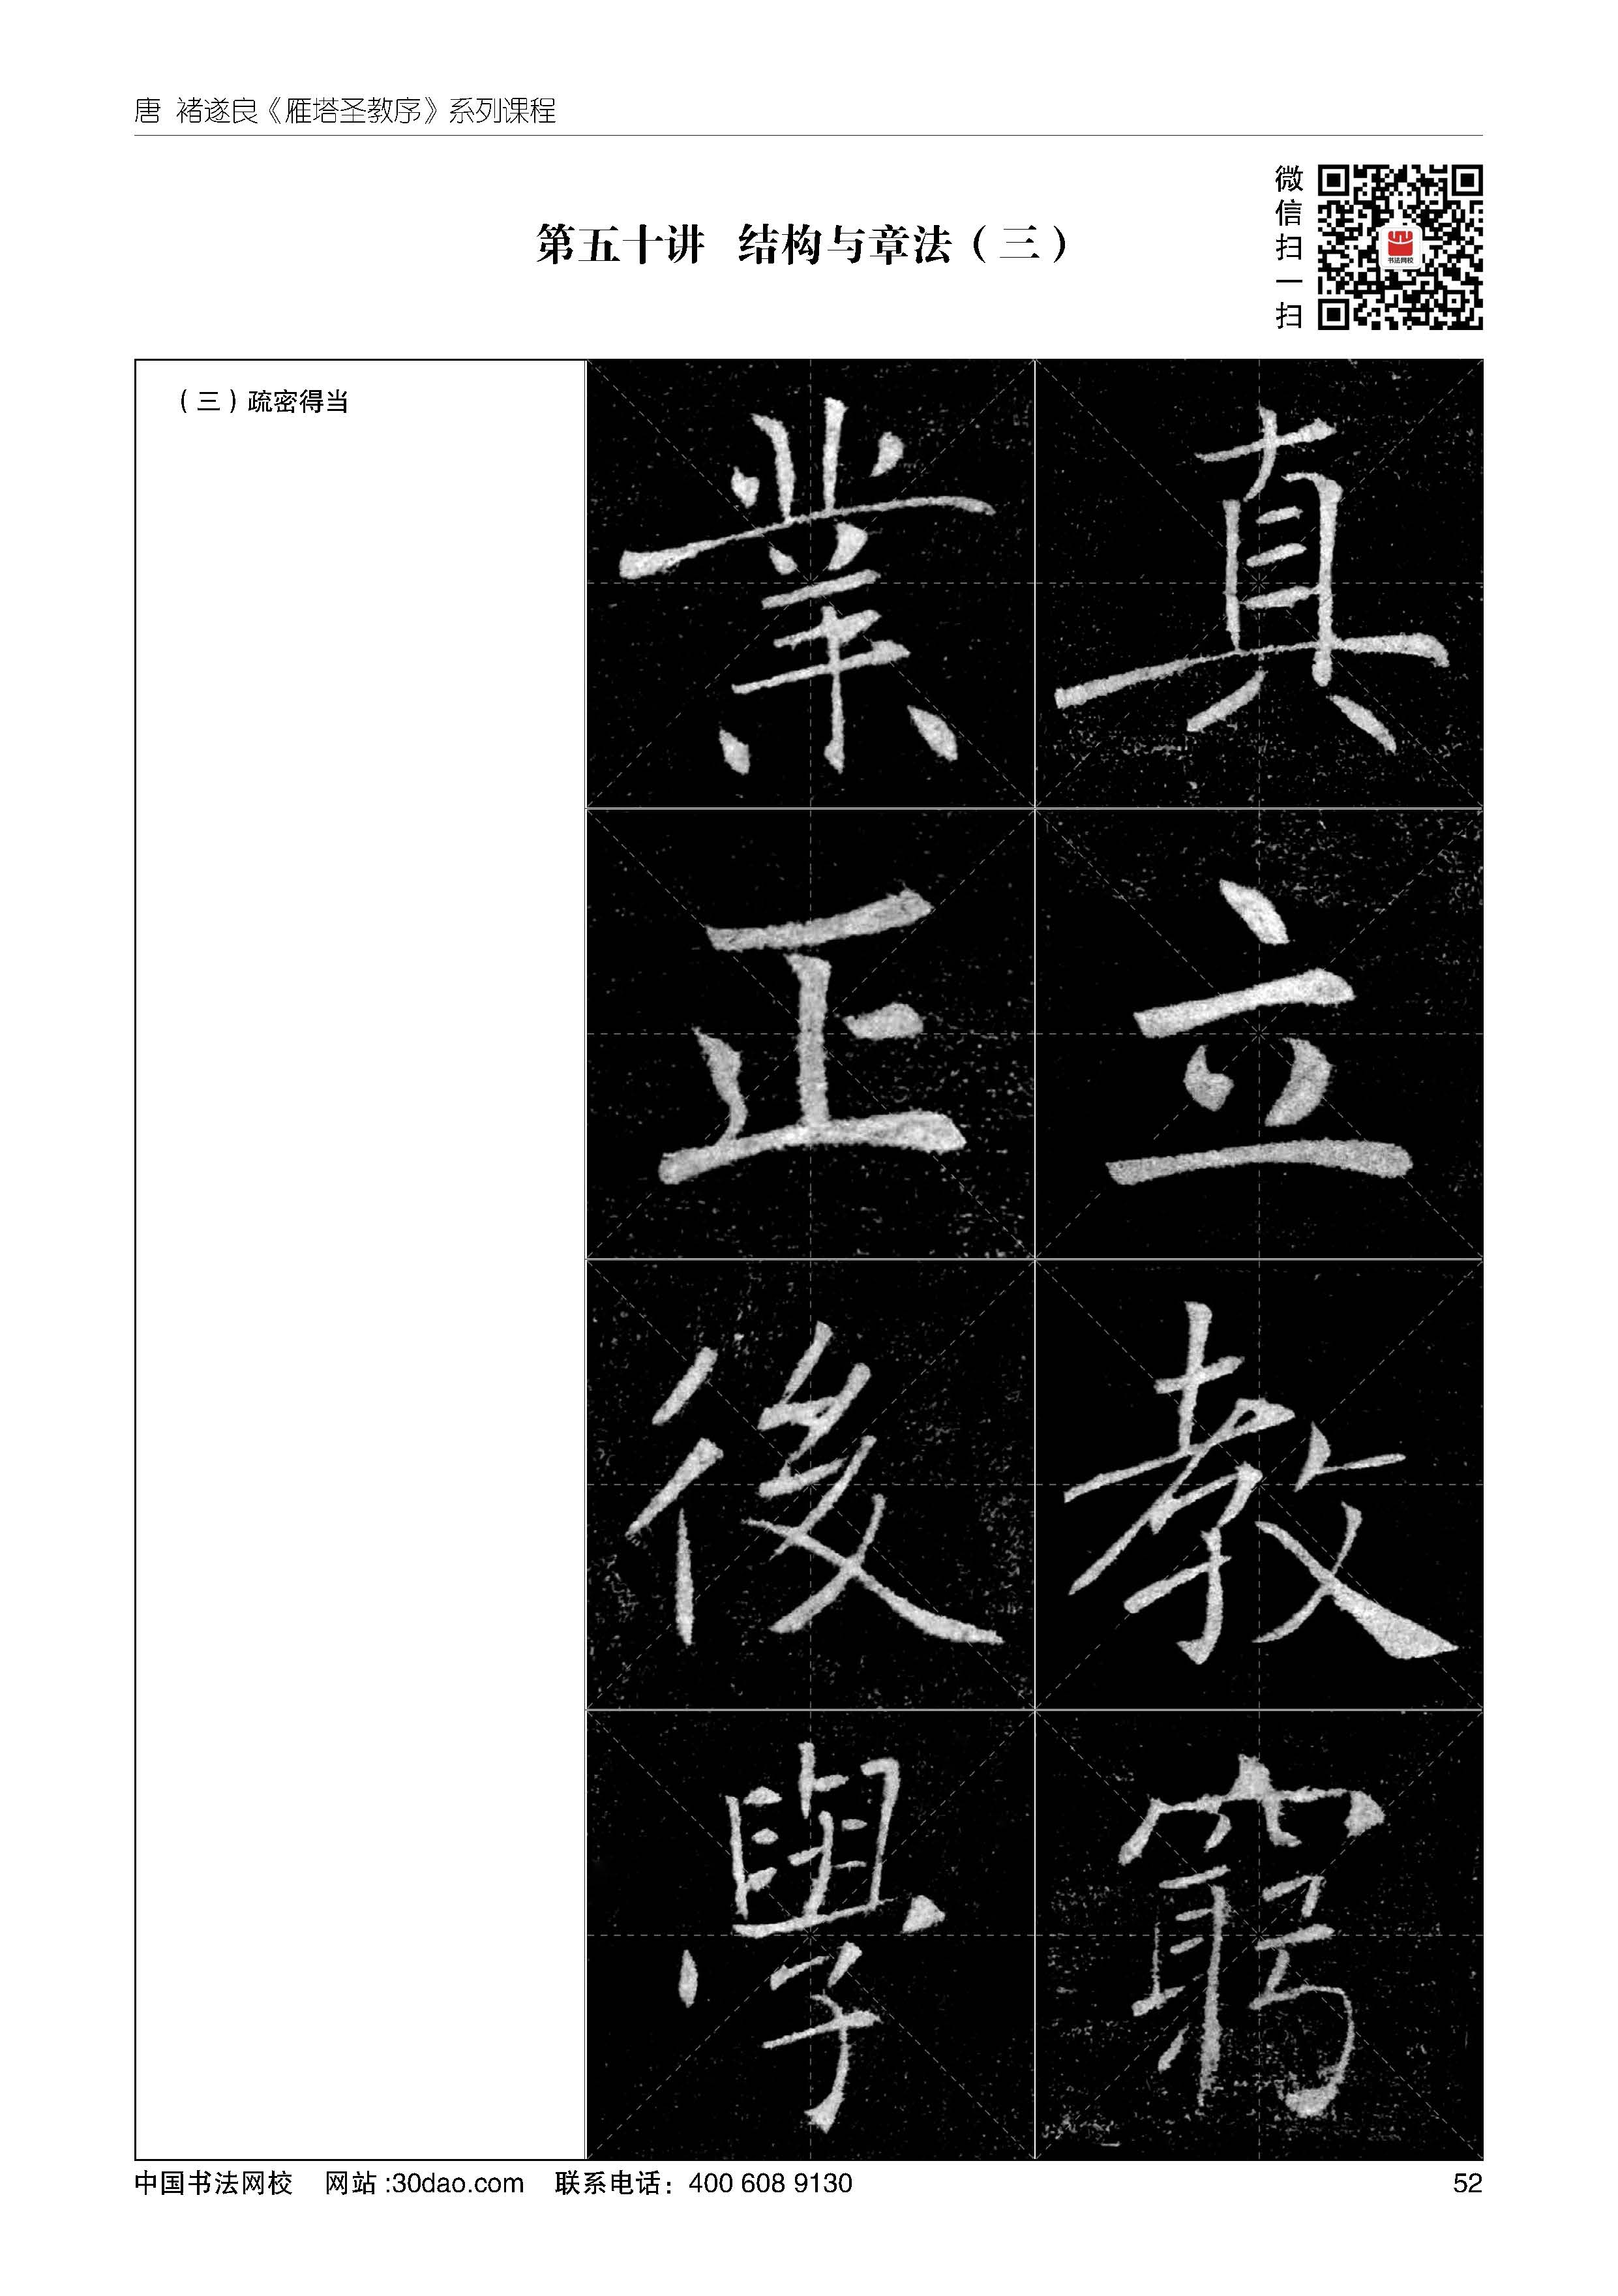 唐 褚遂良《雁塔圣教序》系列课程
微信扫一扫
书法网校
第五十讲 结构与章法（三）
（三）疏密得当
業 真
正 立
後 教
學 窮
中国书法网校 网站:30dao.com 联系电话：400 608 9130
52